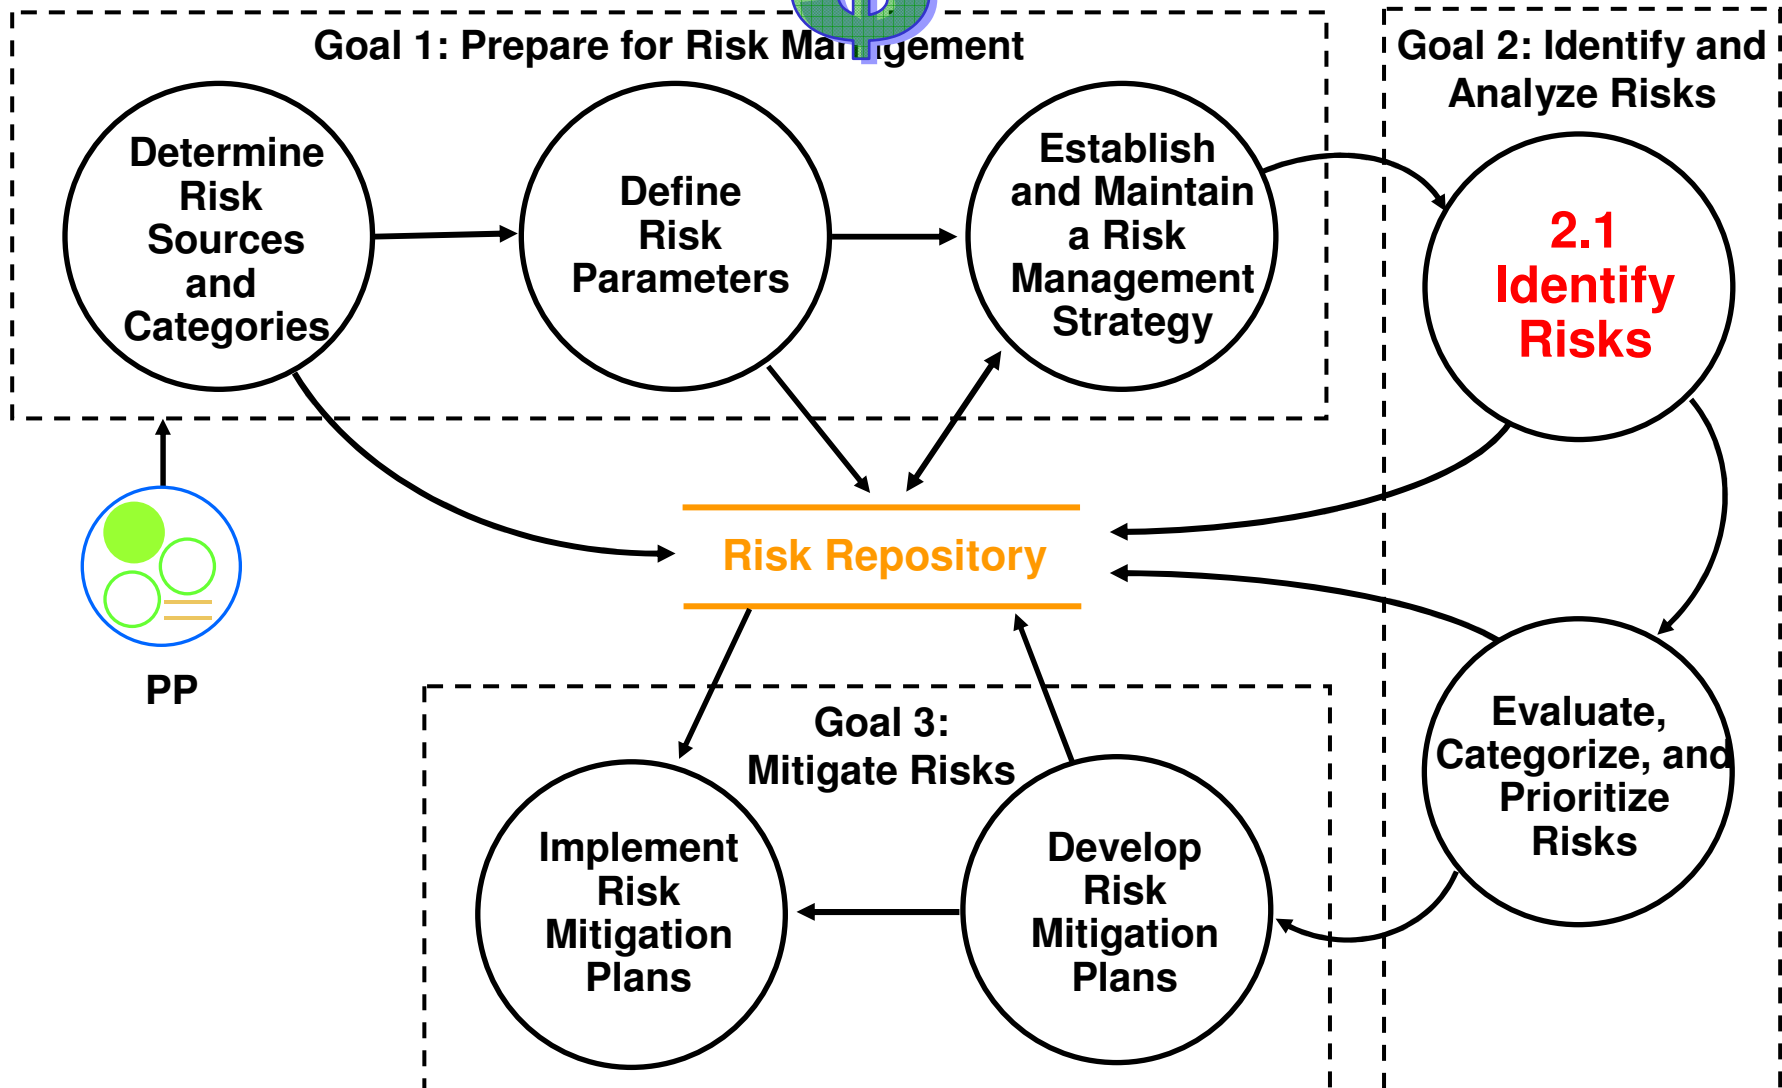 Goal 1: Prepare for Risk Management
Goal 2: Identify and
Analyze Risks
Determine
Risk
Sources
and
Categories
Define
Risk
Parameters
Establish
and Maintain
a Risk
Management
Strategy
2.1
Identify
Risks
Risk Repository
PP
Goal 3:
Mitigate Risks
Implement
Risk
Mitigation
Plans
Develop
Risk
Mitigation
Plans
Evaluate,
Categorize, and
Prioritize
Risks